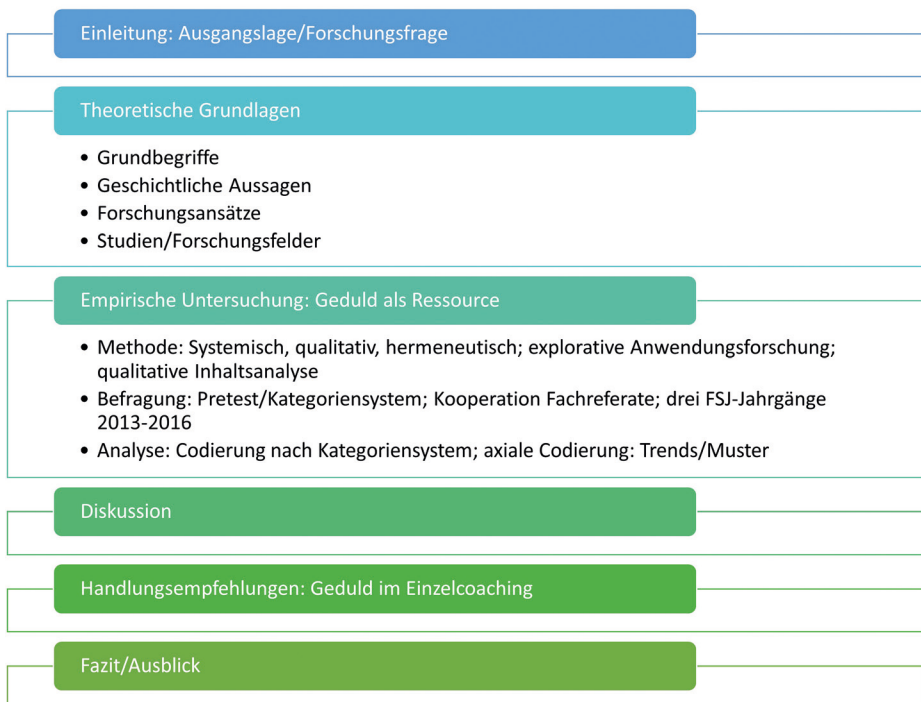 Einleitung: Ausgangslage/Forschungsfrage
Theoretische Grundlagen
• Grundbegriffe
• Geschichtliche Aussagen
• Forschungsansätze
• Studien/Forschungsfelder
Empirische Untersuchung: Geduld als Ressource
• Methode: Systemisch, qualitativ, hermeneutisch; explorative Anwendungsforschung;
qualitative Inhaltsanalyse
• Befragung: Pretest/Kategoriensystem; Kooperation Fachreferate; drei FSJ-Jahrgänge
2013-2016
• Analyse: Codierung nach Kategoriensystem; axiale Codierung: Trends/Muster
Diskussion
Handlungsempfehlungen: Geduld im Einzelcoaching
Fazit/Ausblick